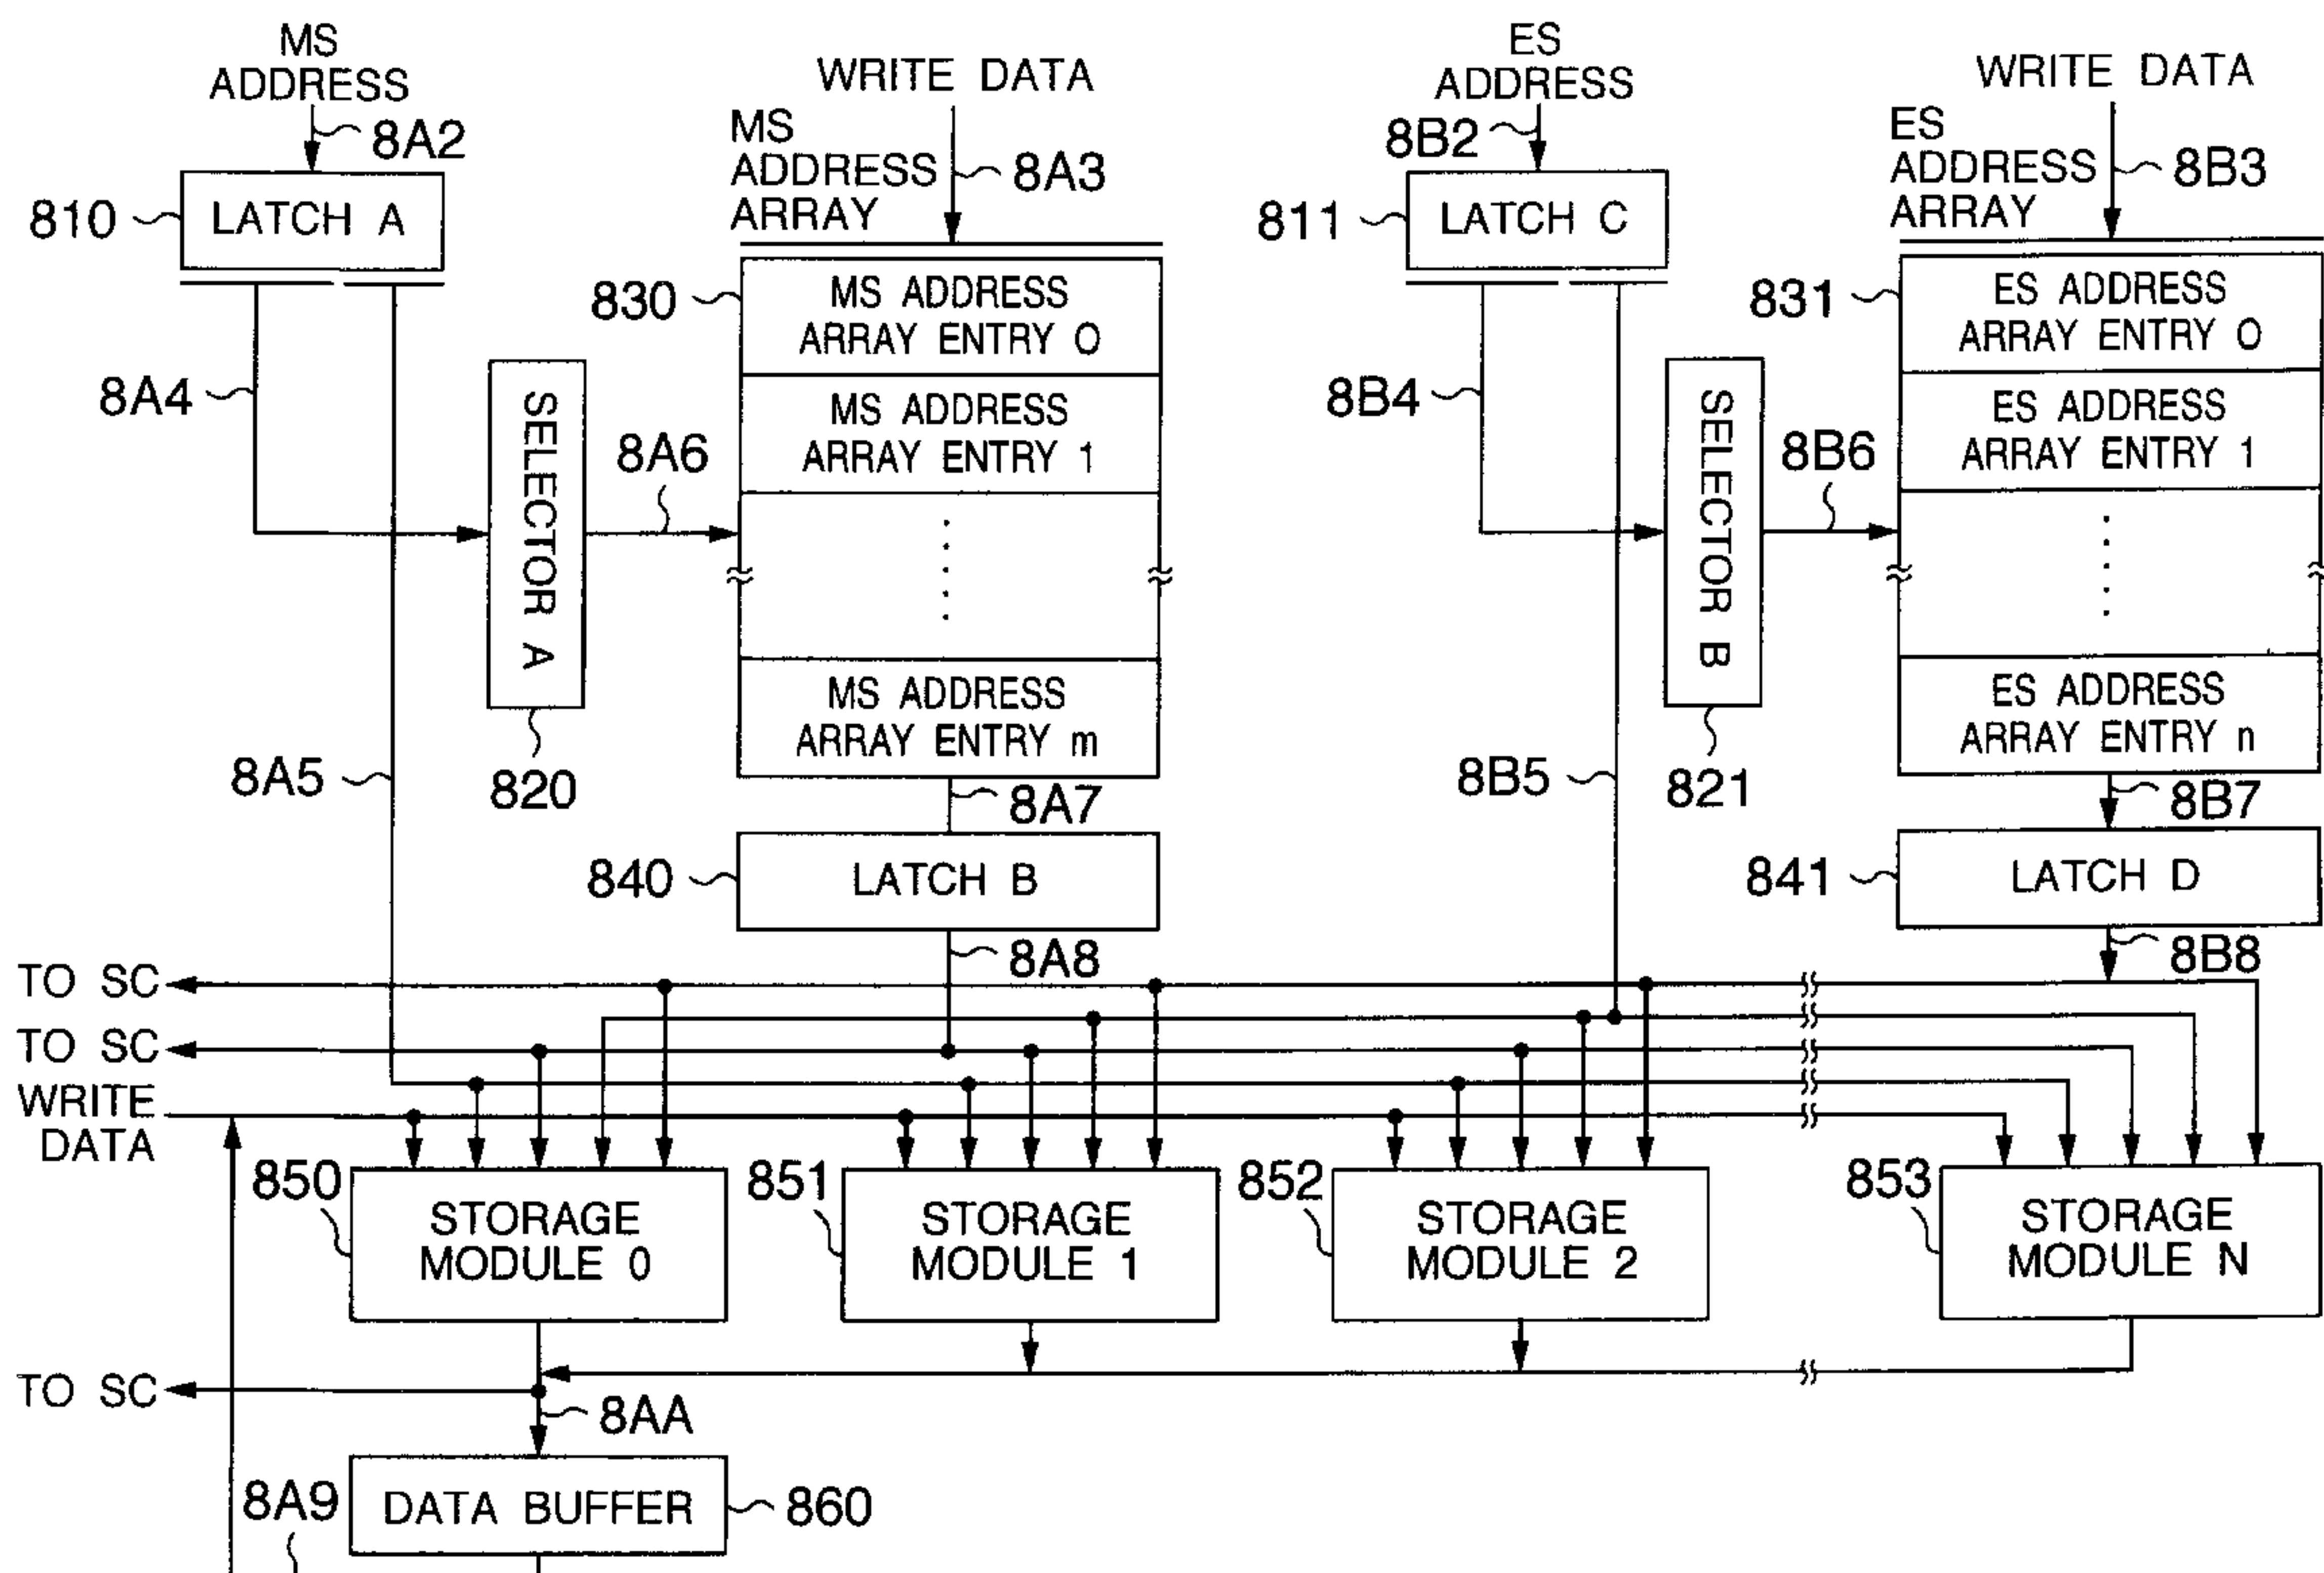 MS
ADDRESS
8A2
810
LATCH A
8A4
8A5
SELECTOR A
820
WRITE DATA
MS
ADDRESS
ARRAY
8A3
830
MS ADDRESS
ARRAY ENTRY 0
MS ADDRESS
ARRAY ENTRY 1
8A6
MS ADDRESS
ARRAY ENTRY m
8A7
840
LATCH B
8A8
ES
ADDRESS
8B2
811
LATCH C
8B4
8B5
SELECTOR B
821
WRITE DATA
ES
ADDRESS
ARRAY
8B3
831
ES ADDRESS
ARRAY ENTRY 0
ES ADDRESS
ARRAY ENTRY 1
8B6
ES ADDRESS
ARRAY ENTRY n
8B7
841
LATCH D
8B8
TO SC
TO SC
WRITE
DATA
850
STORAGE
MODULE 0
851
STORAGE
MODULE 1
852
STORAGE
MODULE 2
853
STORAGE
MODULE N
TO SC
8AA
8A9
DATA BUFFER
860